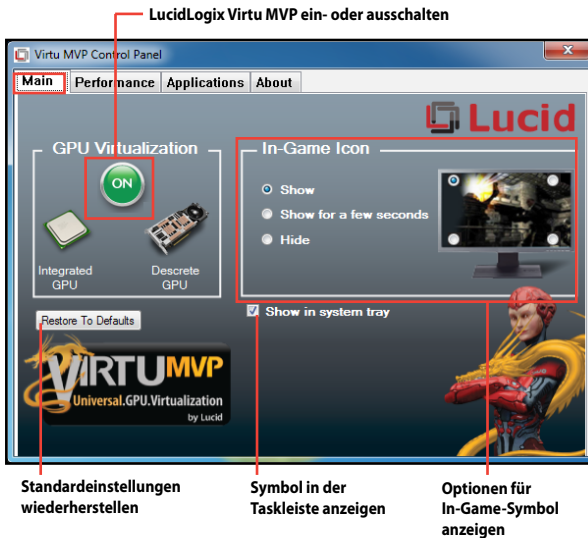 LucidLogix Virtu MVP ein- oder ausschalten
Virtu MVP Control Panel
Main Performance Applications About
Lucid
GPU Virtualization
In-Game Icon
ON
Show
Show for a few seconds
Hide
Integrated
GPU
Descrete
GPU
Restore To Defaults
Show in system tray
VIRTUMVP
Universal.GPU.Virtualization
by Lucid
Standardeinstellungen
wiederherstellen
Symbol in der
Taskleiste anzeigen
Optionen für
In-Game-Symbol
anzeigen